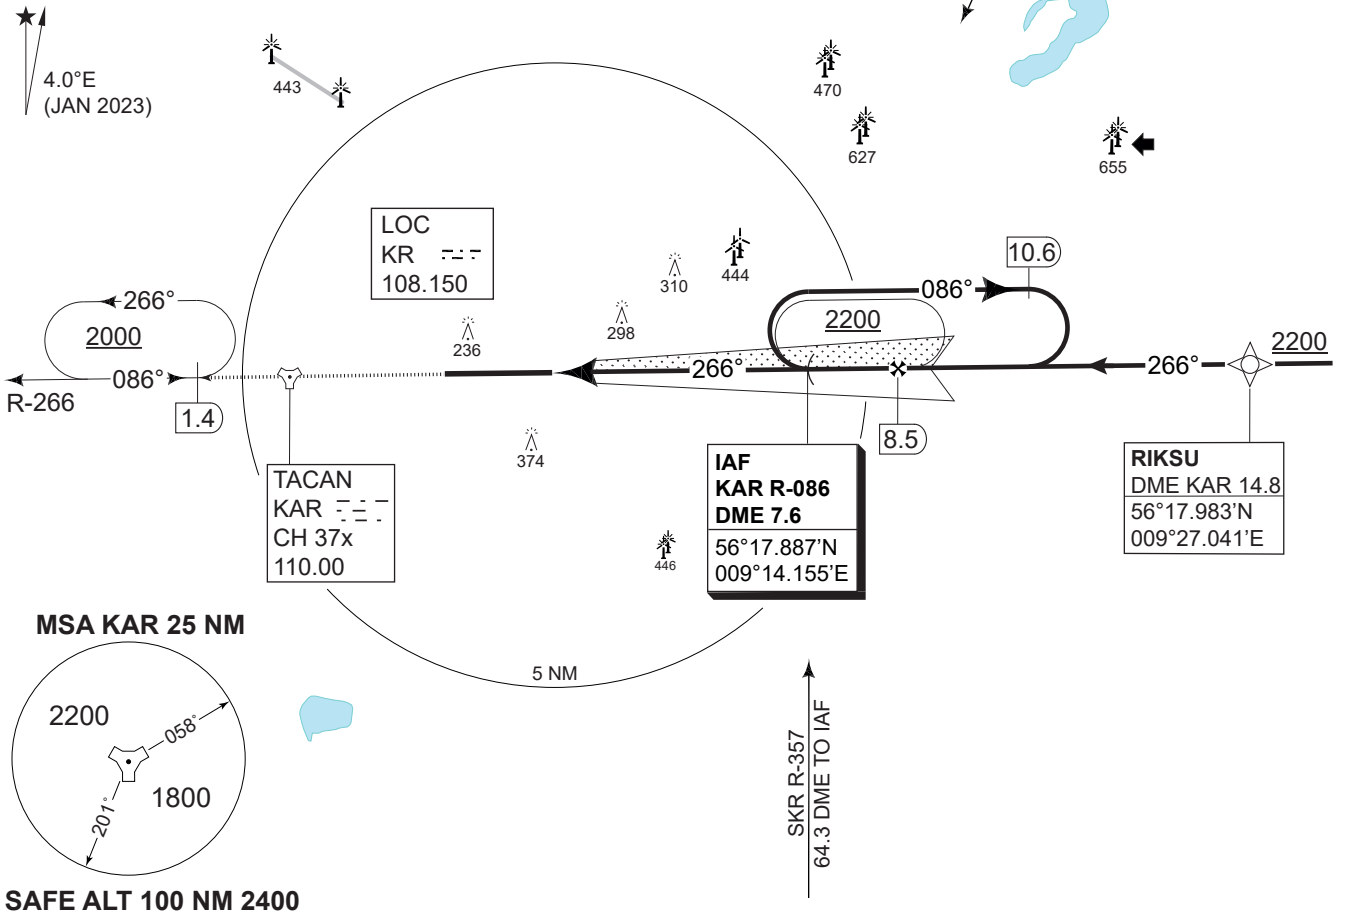 4.0°E
(JAN 2023)
443
470
627
655
LOC
KR
108.150
310
444
10.6
086°
266°
2000
298
236
2200
266°
266°
2200
086°
R-266
1.4
8.5
374
TACAN
KAR
CH 37x
110.00
IAF
KAR R-086
DME 7.6
56°17.887’N
009°14.155’E
RIKSU
DME KAR 14.8
56°17.983’N
009°27.041’E
446
MSA KAR 25 NM
5 NM
2200
058°
1800
201°
SKR R-357
64.3 DME TO IAF
SAFE ALT 100 NM 2400